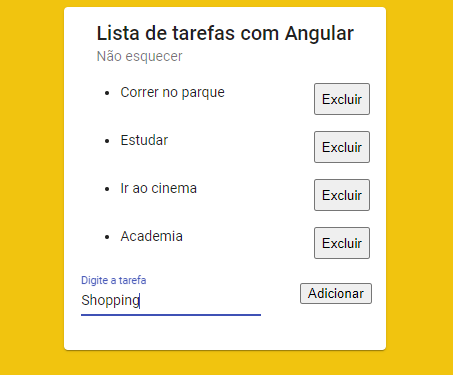 Lista de tarefas com Angular
Não esquecer
Correr no parque
Excluir
Estudar
Excluir
Ir ao cinema
Excluir
Academia
Excluir
Digite a tarefa
Shopping
Adicionar